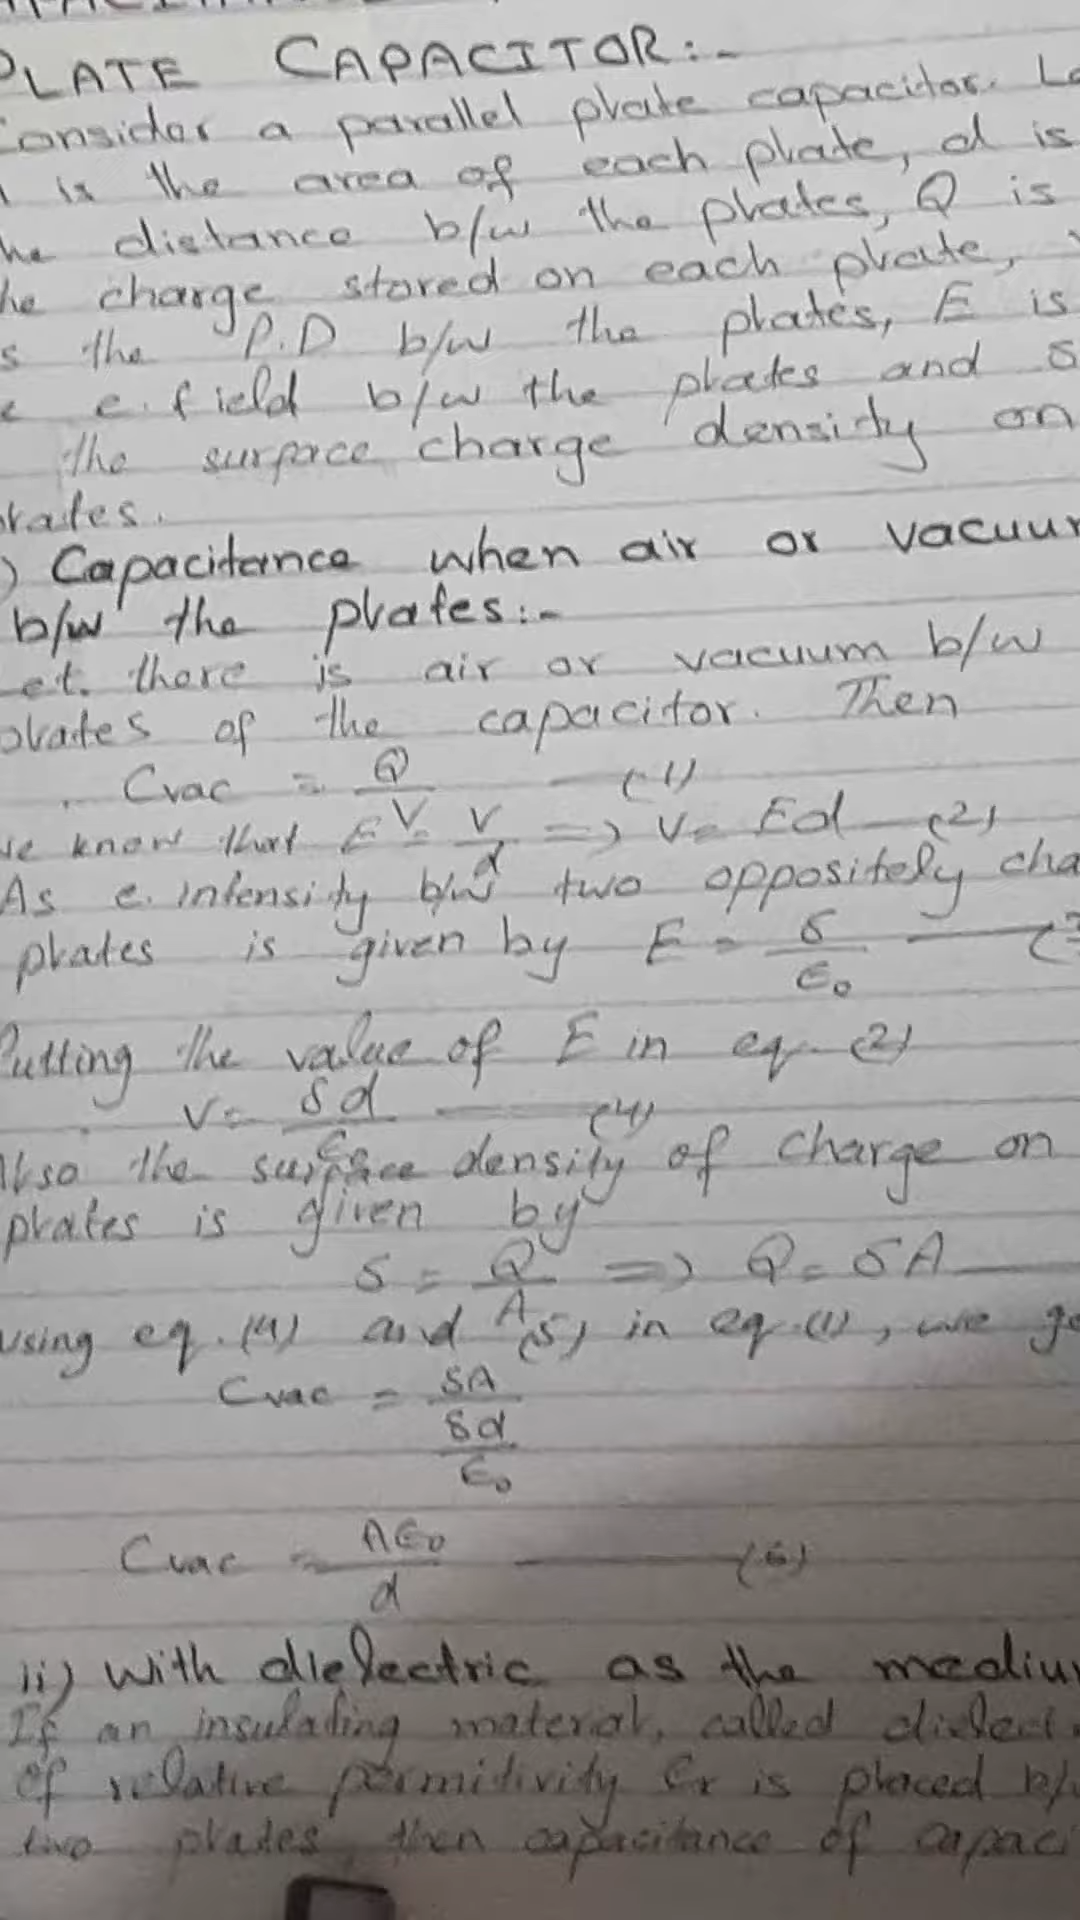 PLATE CAPACITOR:-
Consider a parallel plate capacitor.
is the area of each plate, d is
he distance b/w the plates, Q is
he charge stored on each plate,
s the P.D b/w the plates, E is
e e. field b/w the plates and δ
the surface charge density on
plates.
) Capacitance when air or vacuum
b/w the plates:-
Let. there is air or vacuum b/w
plates of the capacitor. Then
Cvac = Q/V — (1)
we know that E = V/d => V = Ed — (2)
As e. intensity b/w two oppositely cha
plates is given by E = δ/ε₀ — (3
Putting the value of E in eq. (2)
V = δd/ε₀ — (4)
Also the surface density of charge on
plates is given by
δ = Q/A => Q = δA —
using eq. (4) and (5) in eq. (1), we ge
Cvac = δA/δd/ε₀
Cvac = Aε₀/d — (6)
ii) With dielectric as the medium
If an insulating material, called dielect
of relative permitivity εr is placed b/w
two plates then capacitance of capaci